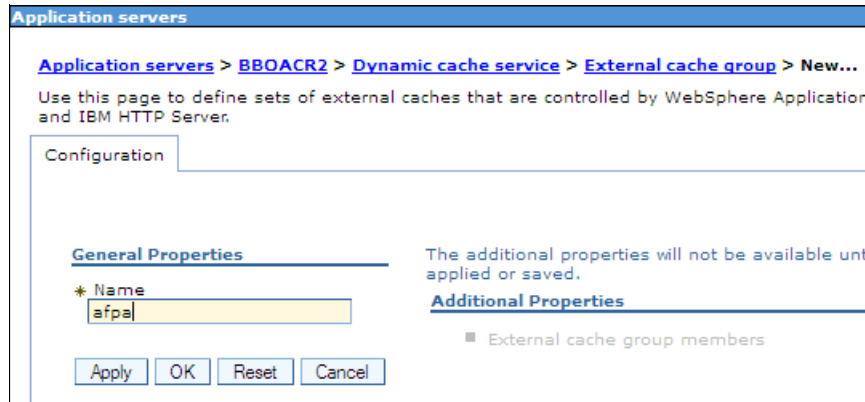 Application servers
Application servers > BBOACR2 > Dynamic cache service > External cache group > New...
Use this page to define sets of external caches that are controlled by WebSphere Application
and IBM HTTP Server.
Configuration
General Properties
The additional properties will not be available
applied or saved.
Name
afpa
Additional Properties
External cache group members
Apply OK Reset Cancel